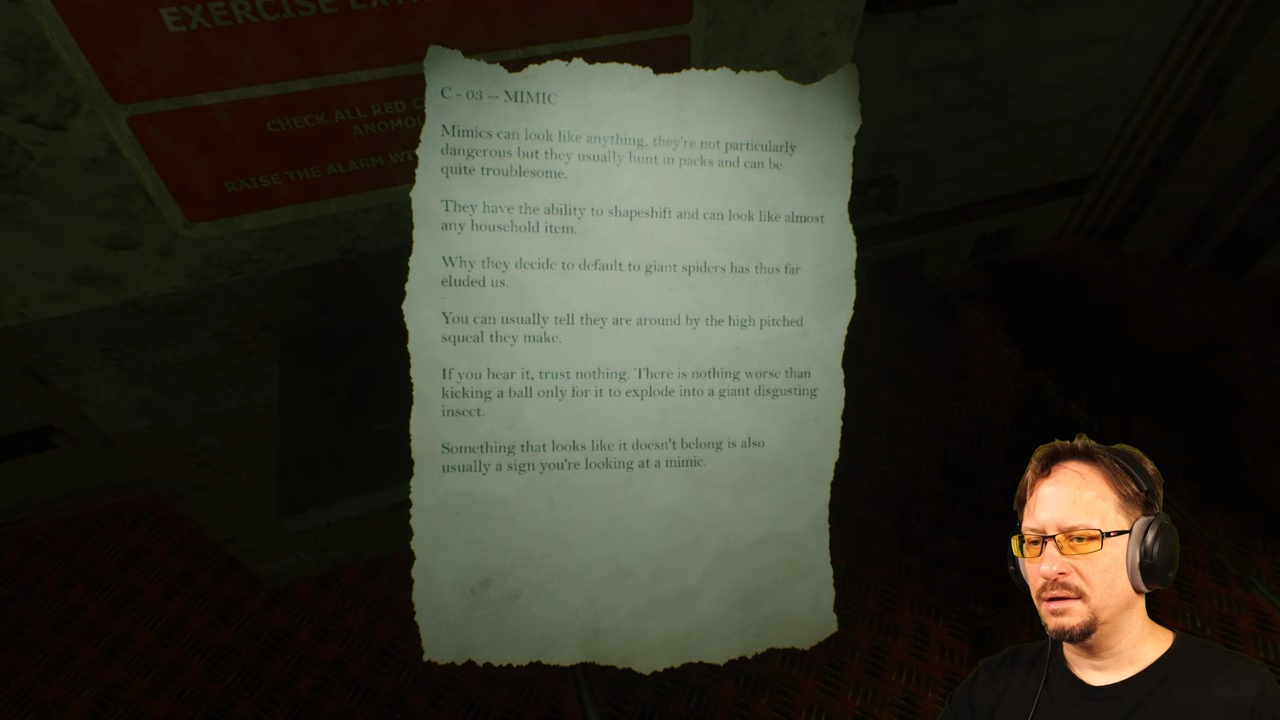 EXERCISE
CHECK ALL RED
RAISE THE ALARM
C - 03 – MIMIC
Mimics can look like anything, they're not particularly
dangerous but they usually hunt in packs and can be
quite troublesome.
They have the ability to shapeshift and can look like almost
any household item.
Why they decide to default to giant spiders has thus far
eluded us.
You can usually tell they are around by the high pitched
squeal they make.
If you hear it, trust nothing. There is nothing worse than
kicking a ball only for it to explode into a giant disgusting
insect.
Something that looks like it doesn't belong is also
usually a sign you're looking at a mimic.